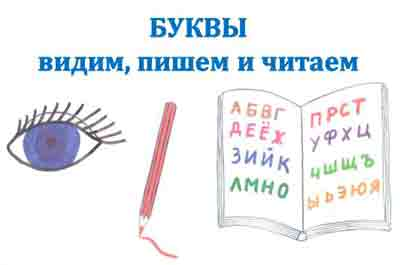 БУКВЫ
видим, пишем и читаем
АБВГ
ДЕЁЖ
ЗИЙК
ЛМНО
ПРСТ
УФХЦ
ЧШЩЪ
ЫЬЭЮЯ